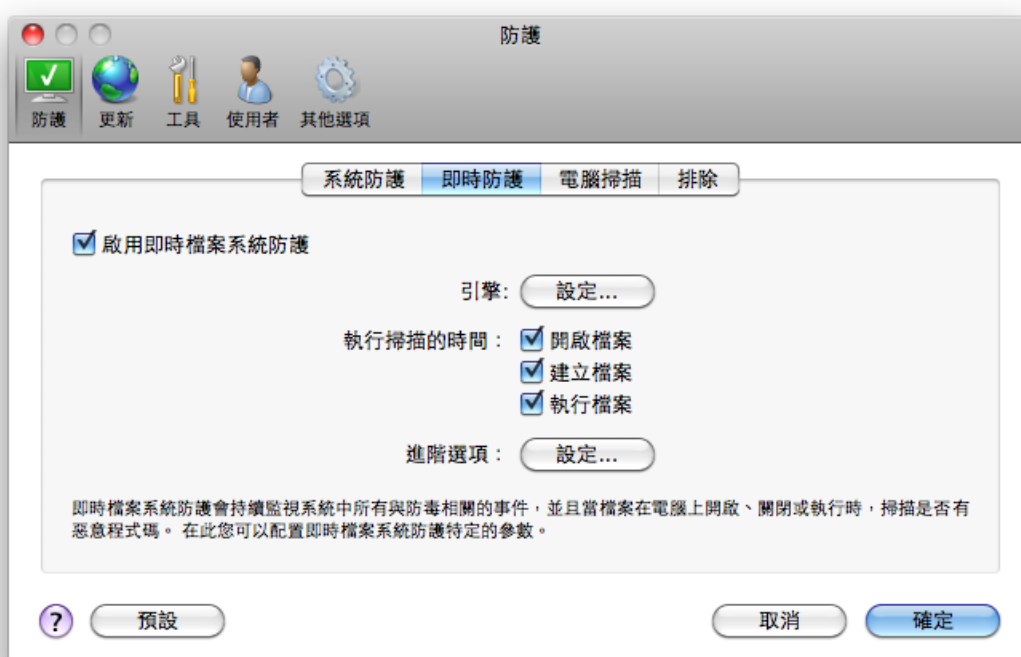 防護
防護 更新 工具 使用者 其他選項
系統防護 即時防護 電腦掃描 排除
啟用即時檔案系統防護
引擎: 設定...
執行掃描的時間： 開啟檔案
建立檔案
執行檔案
進階選項： 設定...
即時檔案系統防護會持續監視系統中所有與防毒相關的事件，並且當檔案在電腦上開啟、關閉或執行時，掃描是否有
惡意程式碼。 在此您可以配置即時檔案系統防護特定的參數。
? 預設 取消 確定